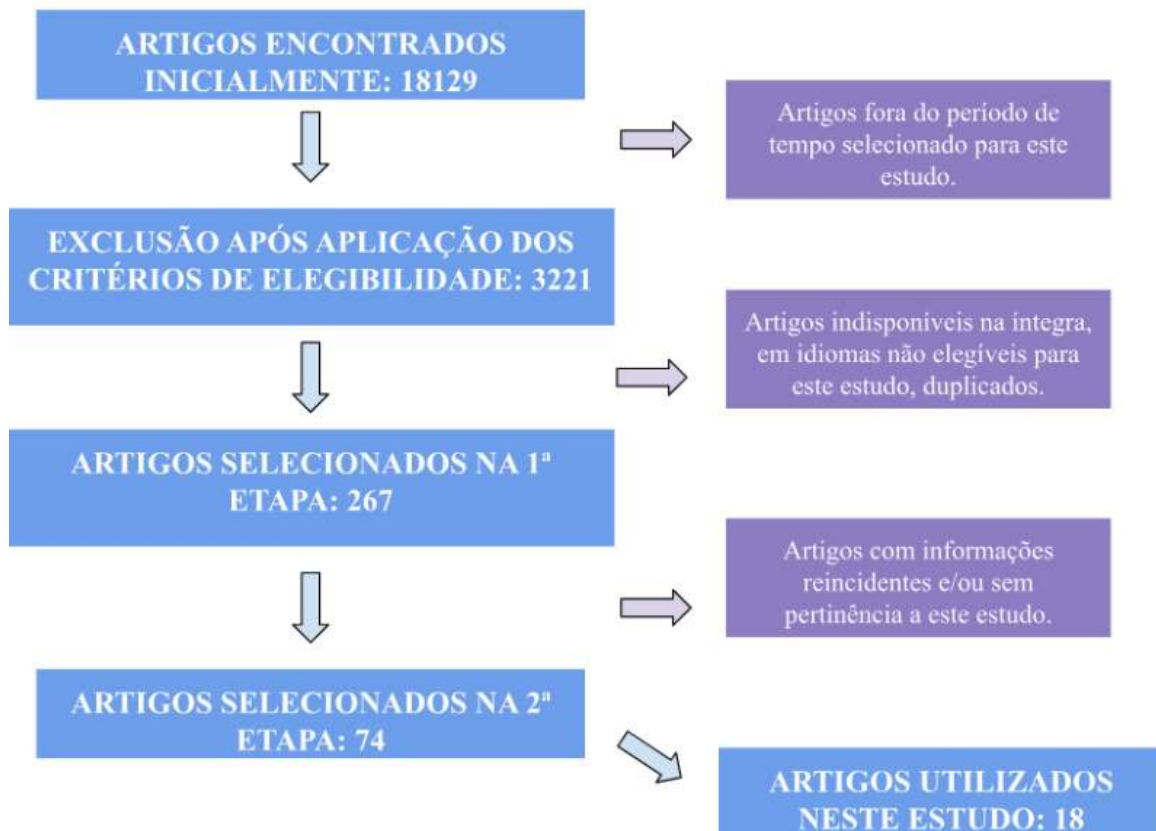 ARTIGOS ENCONTRADOS
INICIALMENTE: 18129
Artigos fora do período de
tempo selecionado para este
estudo.
EXCLUSÃO APÓS APLICAÇÃO DOS
CRITÉRIOS DE ELEGIBILIDADE: 3221
Artigos indisponíveis na íntegra,
em idiomas não elegíveis para
este estudo, duplicados.
ARTIGOS SELECIONADOS NA 1ª
ETAPA: 267
Artigos com informações
reincidentes e/ou sem
pertinência a este estudo.
ARTIGOS SELECIONADOS NA 2ª
ETAPA: 74
ARTIGOS UTILIZADOS
NESTE ESTUDO: 18